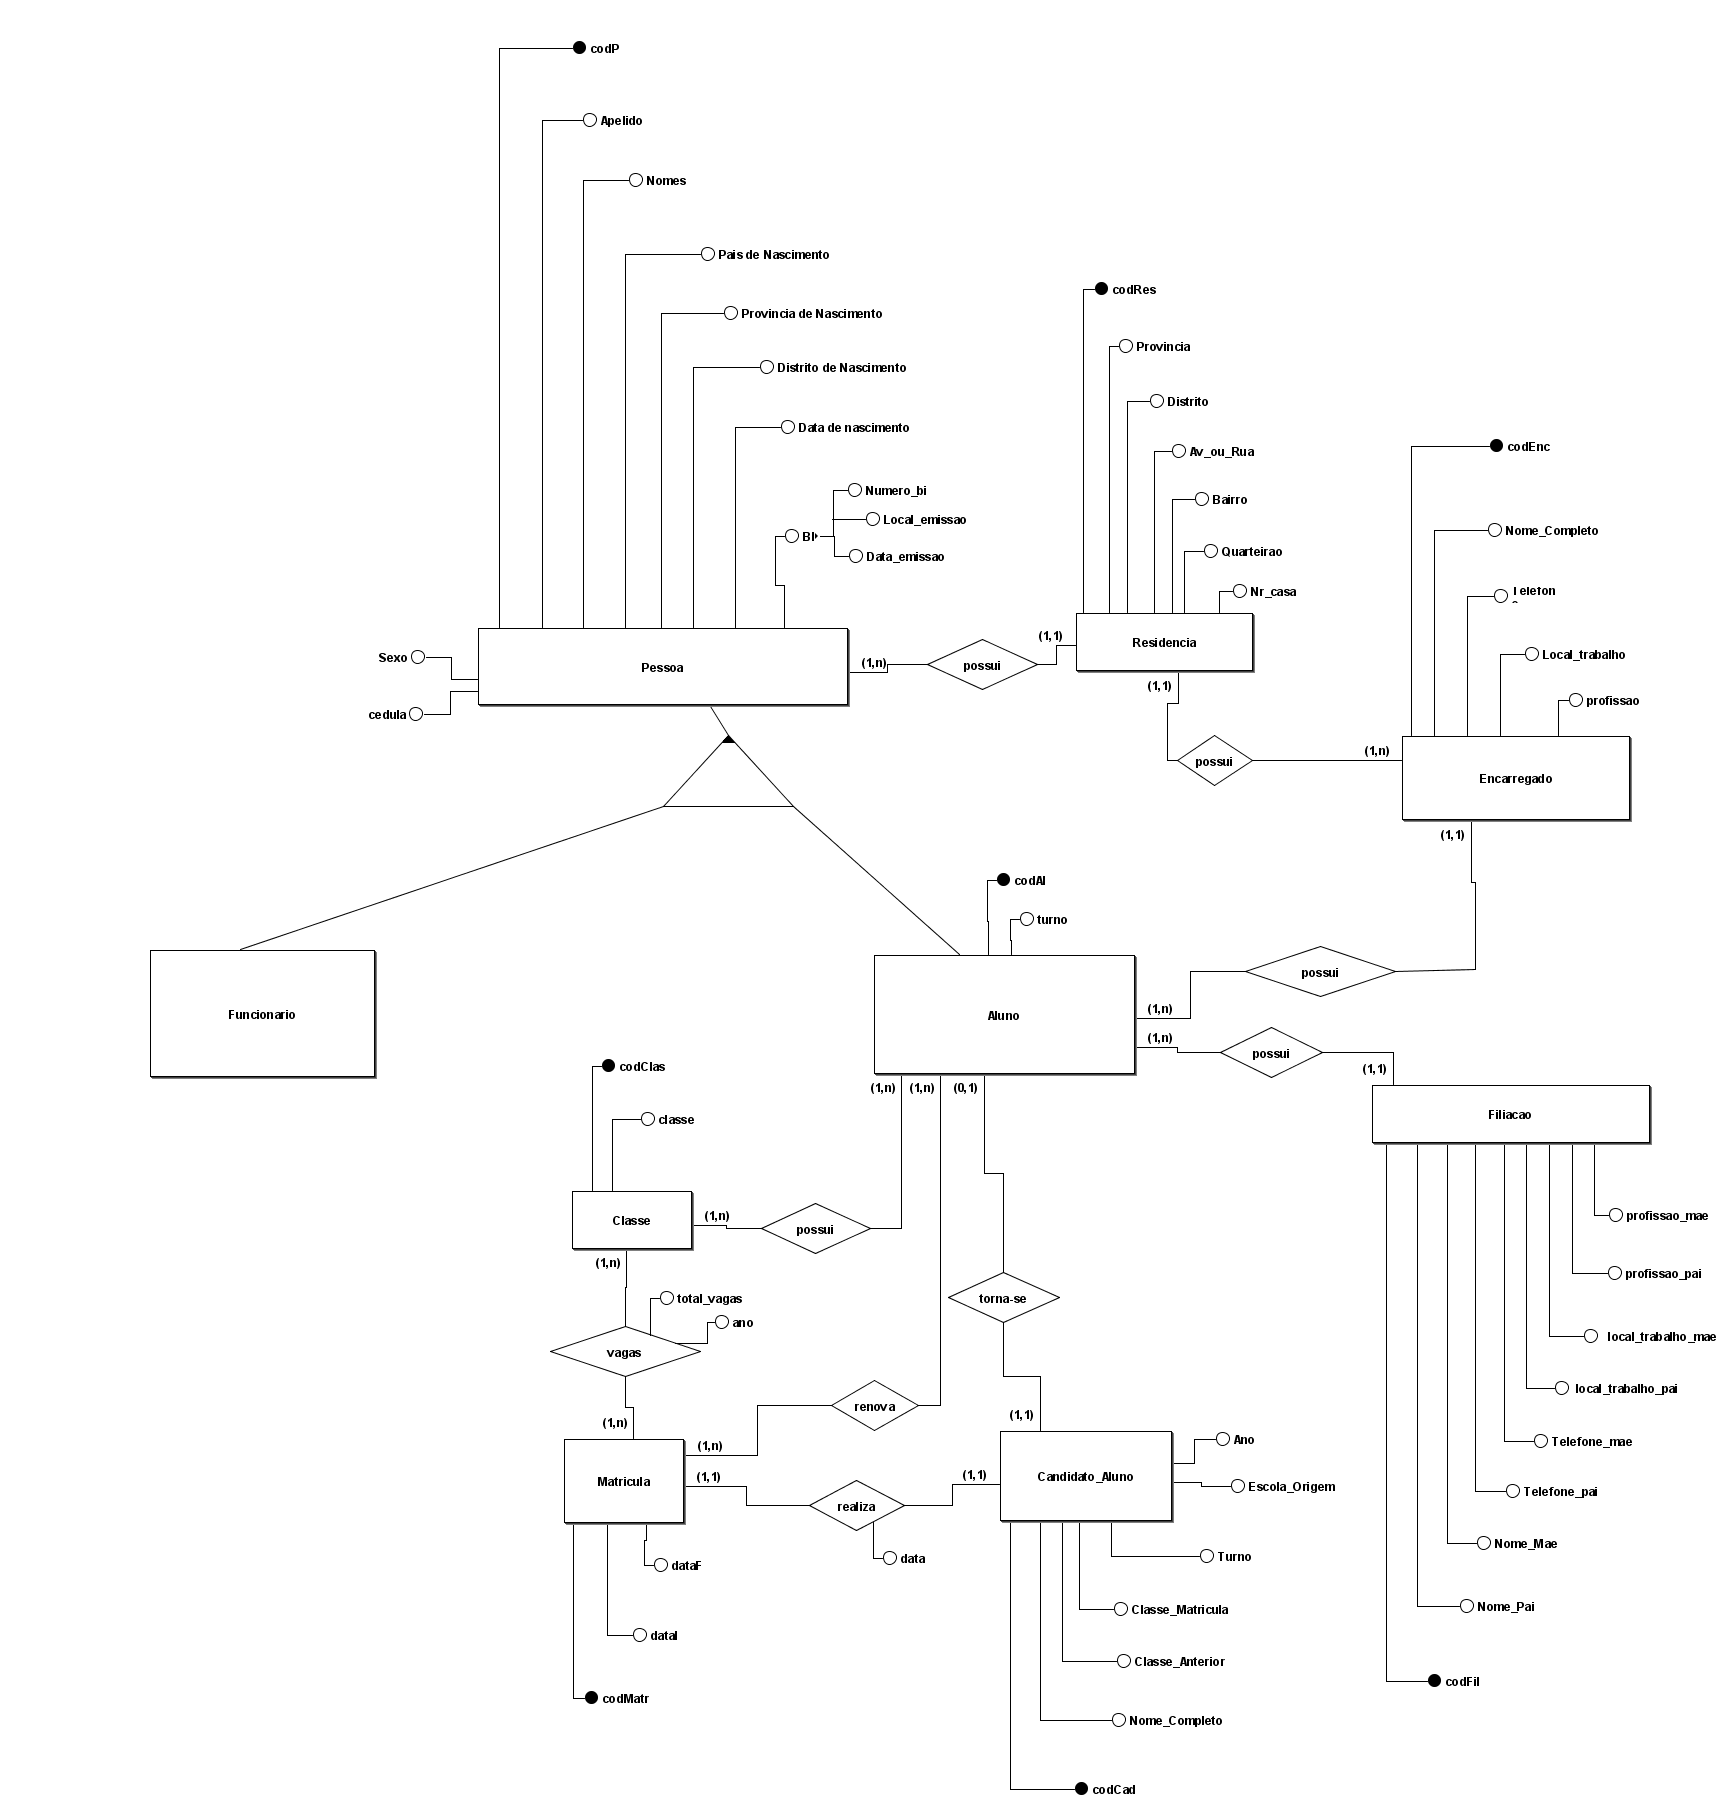 codP
Apelido
Nomes
Pais de Nascimento
Provincia de Nascimento
codRes
Provincia
Distrito de Nascimento
Distrito
Data de nascimento
codEnc
Av_ou_Rua
Numero_bi
Bairro
Local_emissao
Nome_Completo
BI
Quarteirao
Data_emissao
Nr_casa
Telefon
(1,1)
Residencia
Sexo
Pessoa
(1,n)
possui
Local_trabalho
(1,1)
profissao
cedula
(1,n)
possui
Encarregado
(1,1)
codAl
turno
possui
(1,n)
Funcionario
Aluno
(1,n)
possui
codClas
(1,1)
(1,n)
(1,n)
(0,1)
Filiacao
classe
(1,n)
Classe
possui
profissao_mae
(1,n)
profissao_pai
total_vagas
torna-se
ano
local_trabalho_mae
vagas
local_trabalho_pai
renova
(1,n)
(1,1)
Ano
Telefone_mae
(1,n)
Matricula
(1,1)
(1,1)
Candidato_Aluno
Escola_Origem
Telefone_pai
realiza
Nome_Mae
data
Turno
dataF
Nome_Pai
Classe_Matricula
dataI
Classe_Anterior
codFil
codMatr
Nome_Completo
codCad